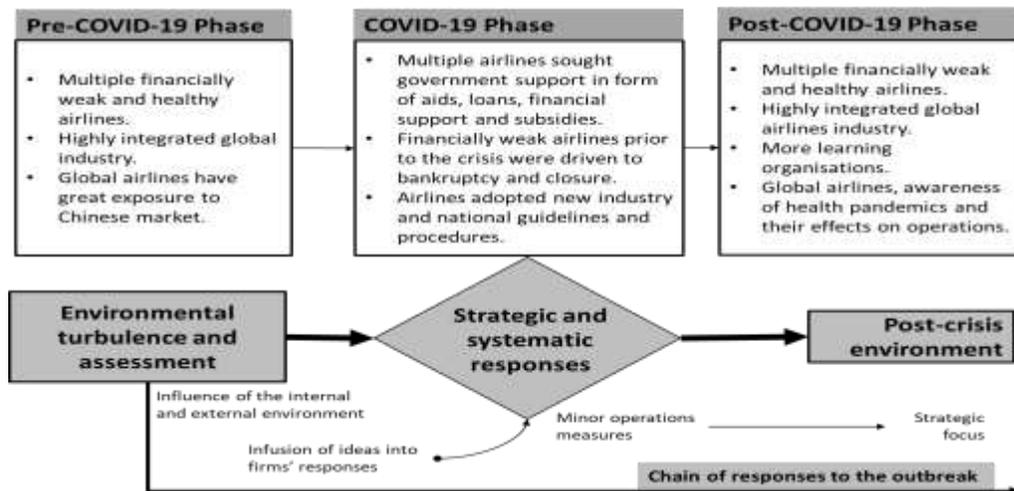 Pre-COVID-19 Phase
• Multiple financially
weak and healthy
airlines.
• Highly integrated global
industry.
• Global airlines have
great exposure to
Chinese market.
COVID-19 Phase
• Multiple airlines sought
government support in form
of aids, loans, financial
support and subsidies.
• Financially weak airlines prior
to the crisis were driven to
bankruptcy and closure.
• Airlines adopted new industry
and national guidelines and
procedures.
Post-COVID-19 Phase
• Multiple financially weak
and healthy airlines.
• Highly integrated global
airlines industry.
• More learning
organisations.
• Global airlines, awareness
of health pandemics and
their effects on operations.
Environmental
turbulence and
assessment
Strategic and
systematic
responses
Post-crisis
environment
Influence of the internal
and external environment
Infusion of ideas into
firms' responses
Minor operations
measures
Strategic
focus
Chain of responses to the outbreak